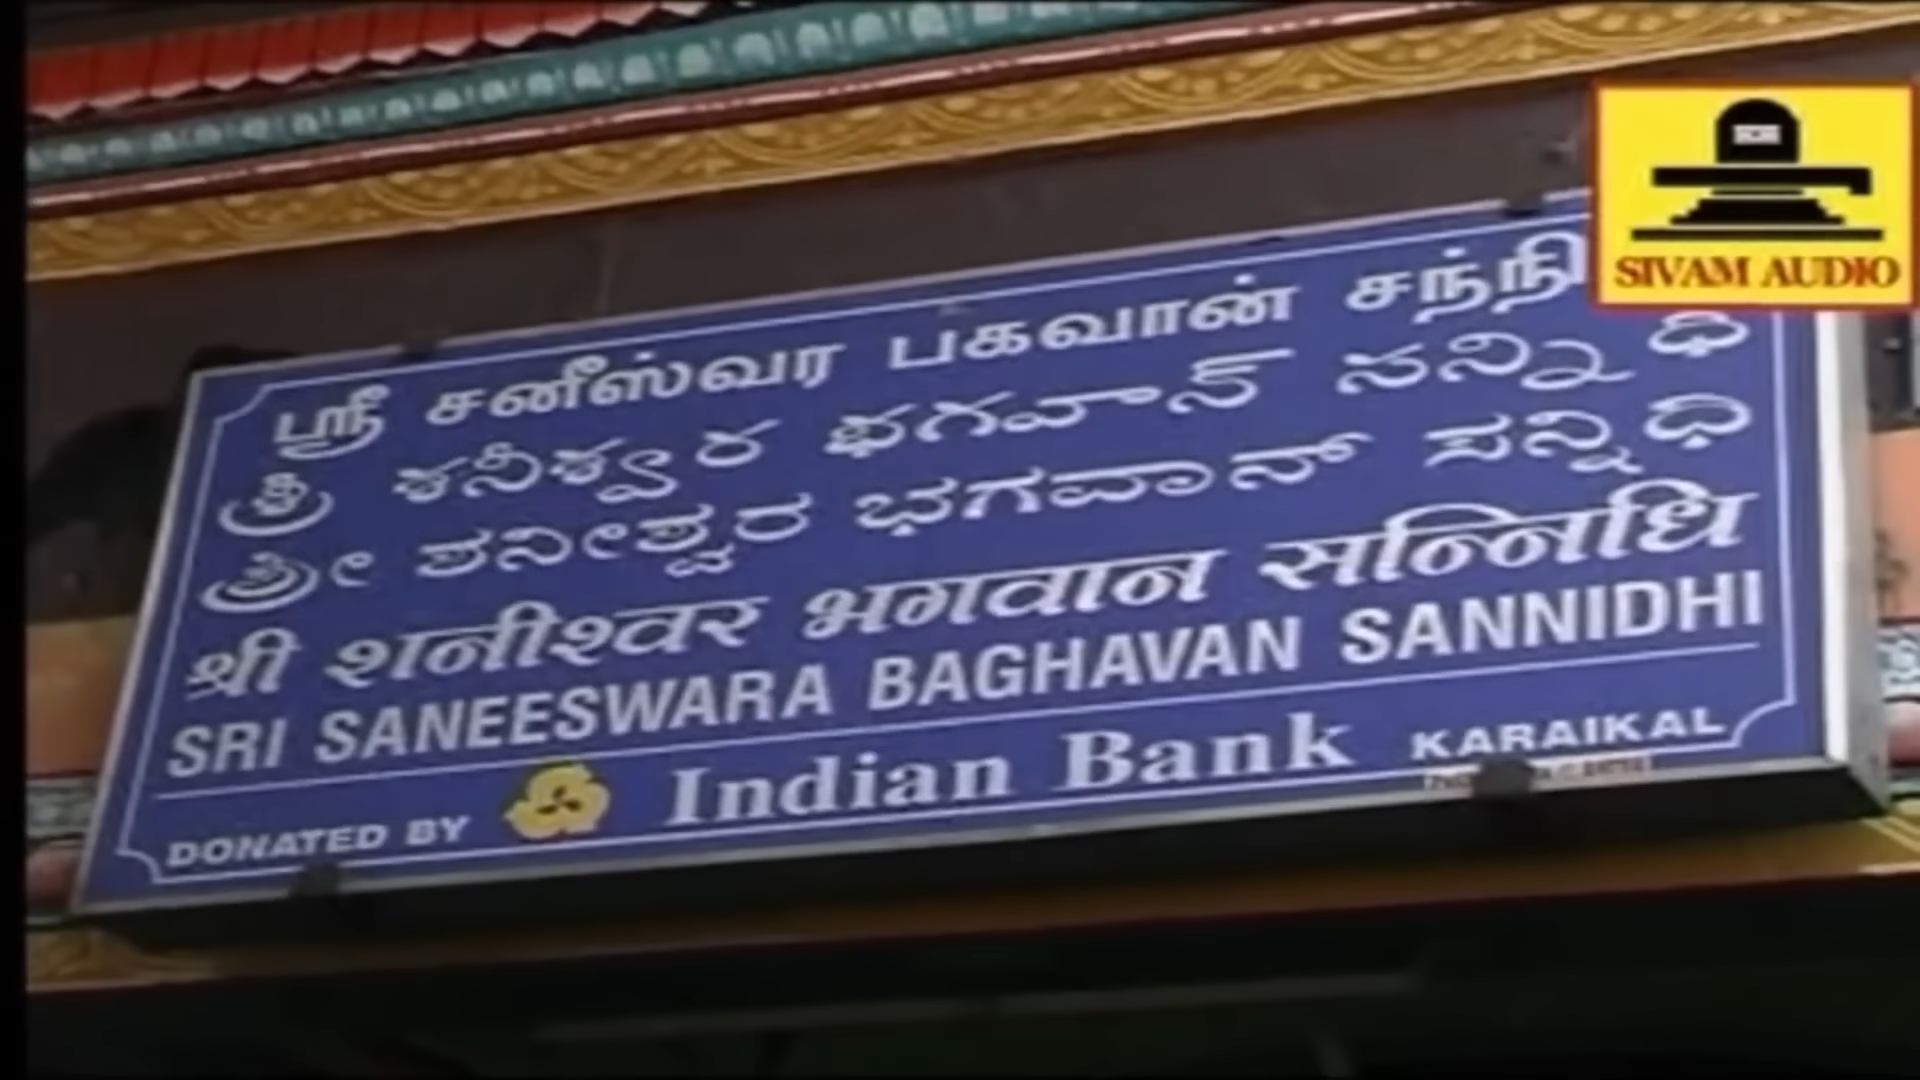 ஸ்ரீ சனீஸ்வர பகவான் சந்நி
శ్రీ శనీశ్వర భగవాన్ సన్నిధి
ಶ್ರೀ ಶನೀಶ್ವರ ಭಗವಾನ್ ಸನ್ನಿಧಿ
श्री शनीश्वर भगवान सन्निधि
SRI SANEESWARA BAGHAVAN SANNIDHI
DONATED BY Indian Bank KARAIKAL
SIVAM AUDIO